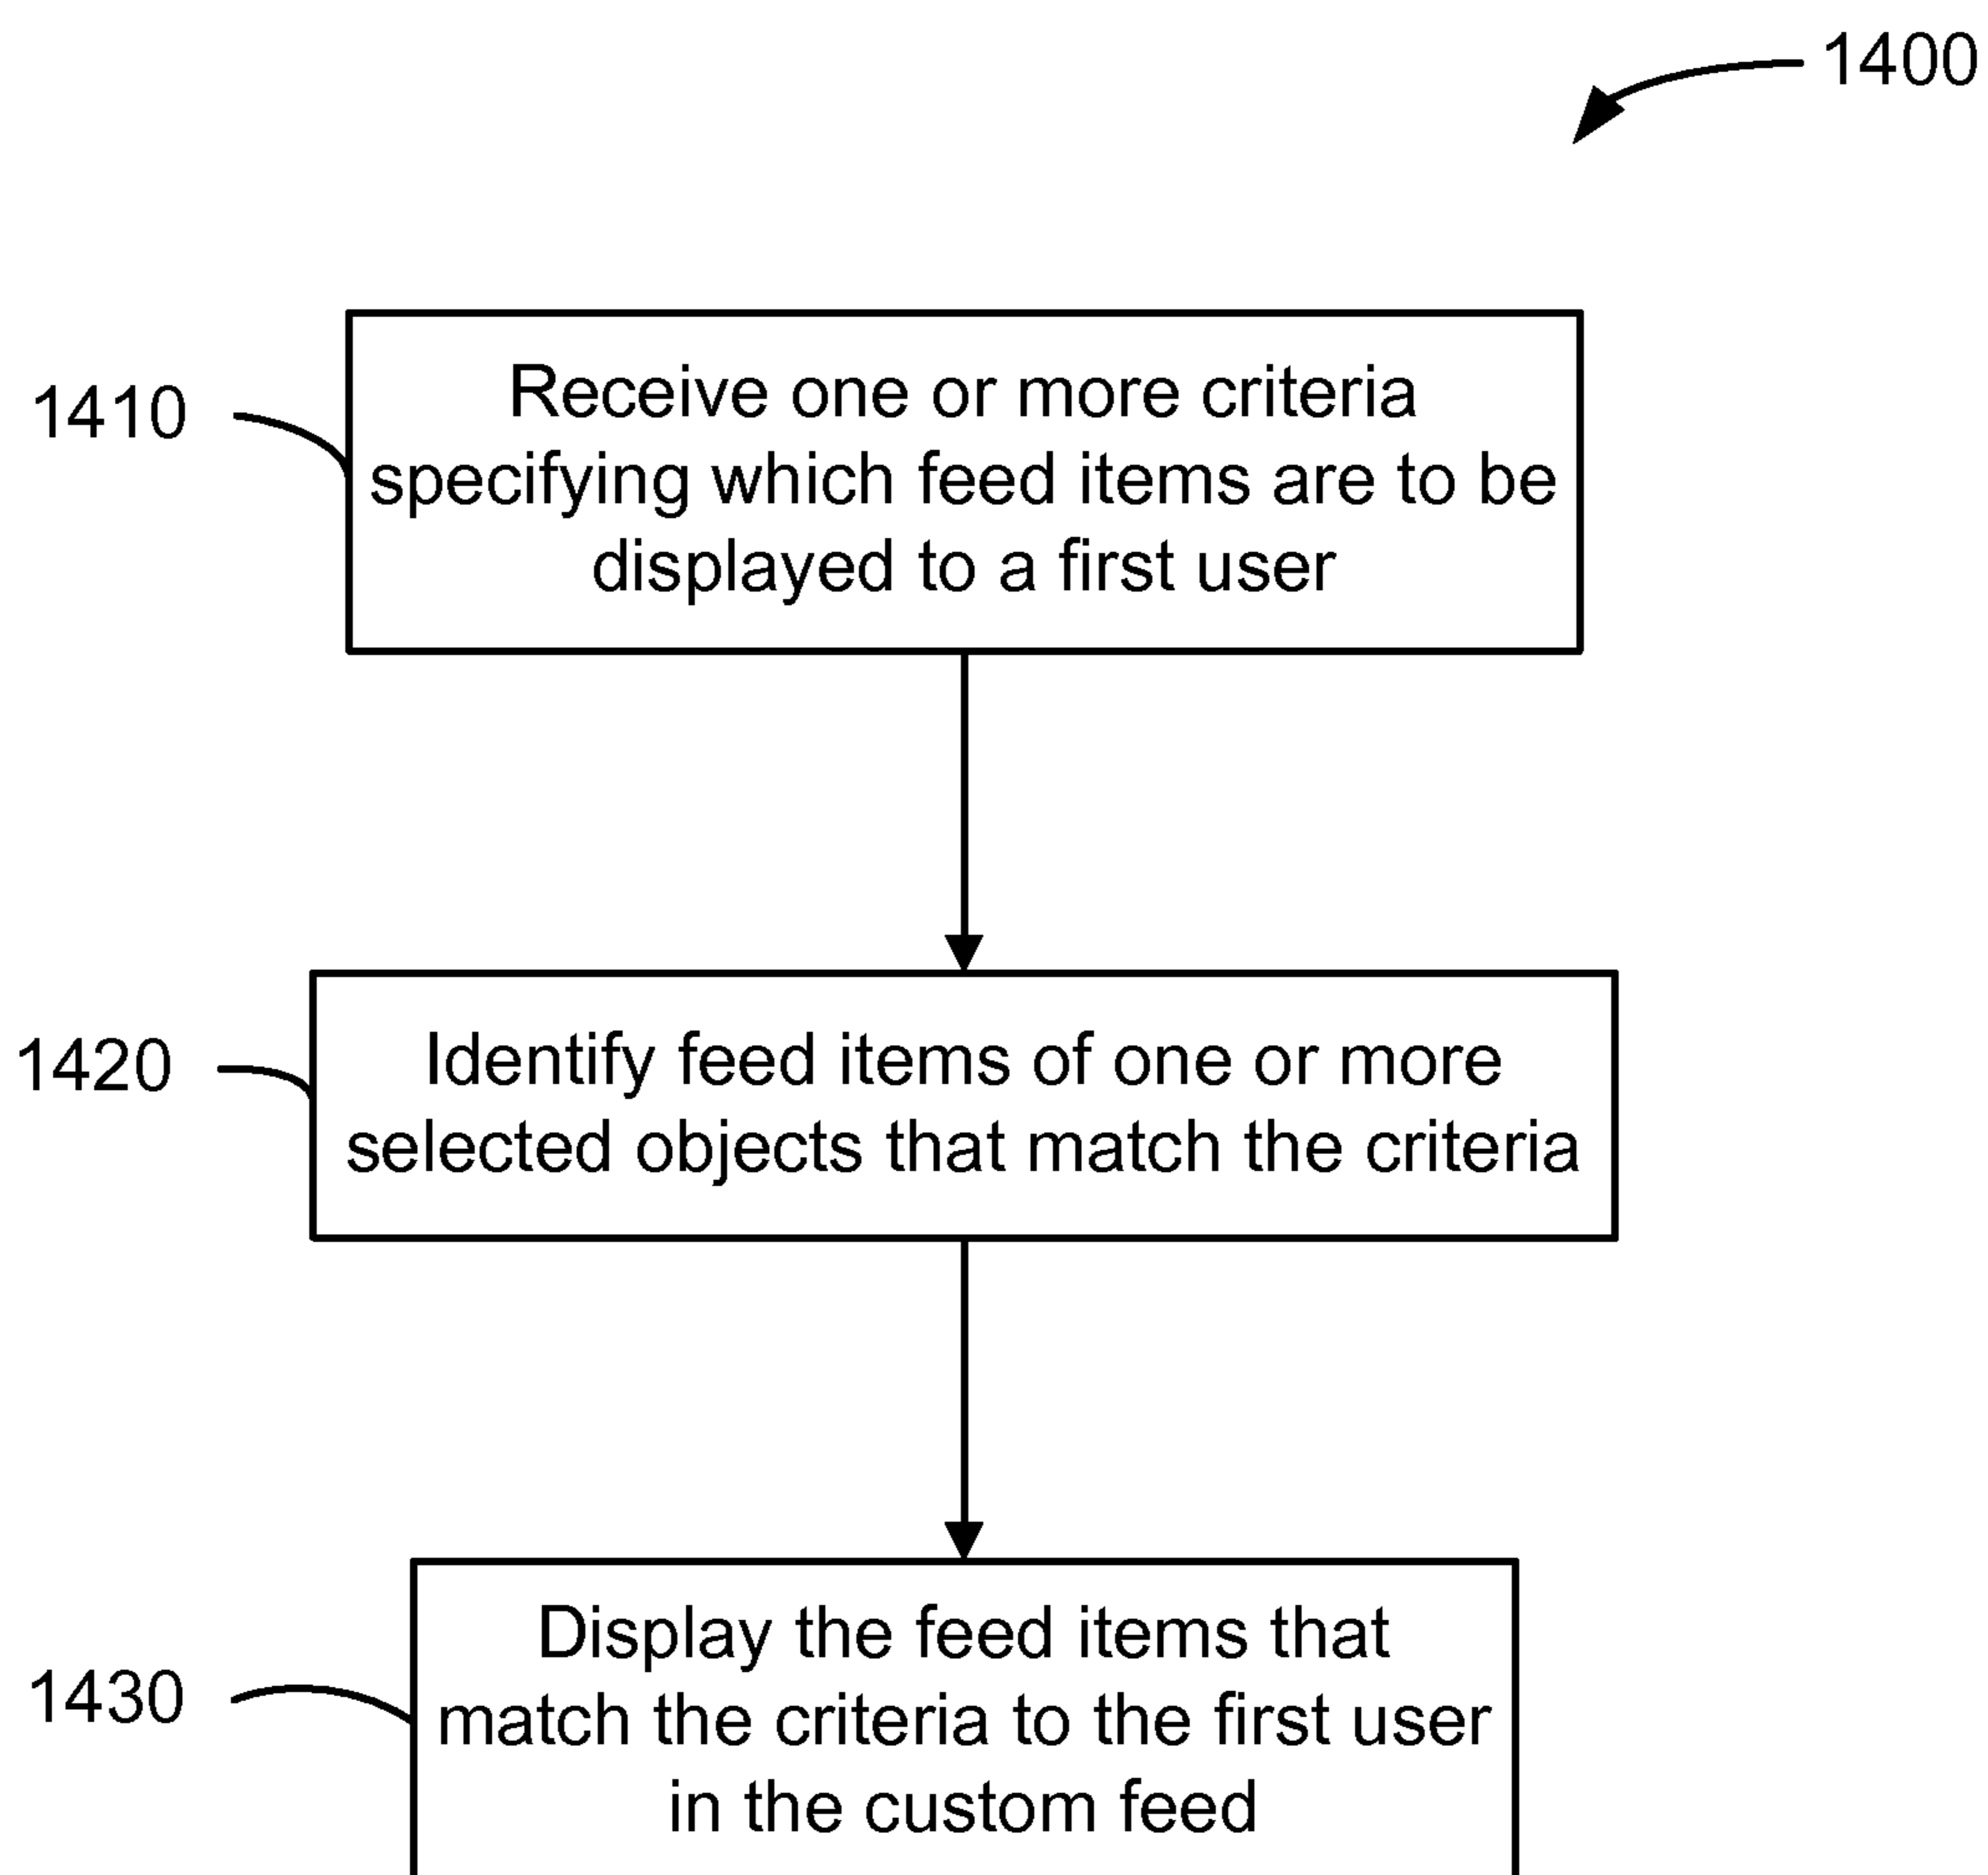 1400
1410
Receive one or more criteria
specifying which feed items are to be
displayed to a first user
1420
Identify feed items of one or more
selected objects that match the criteria
1430
Display the feed items that
match the criteria to the first user
in the custom feed